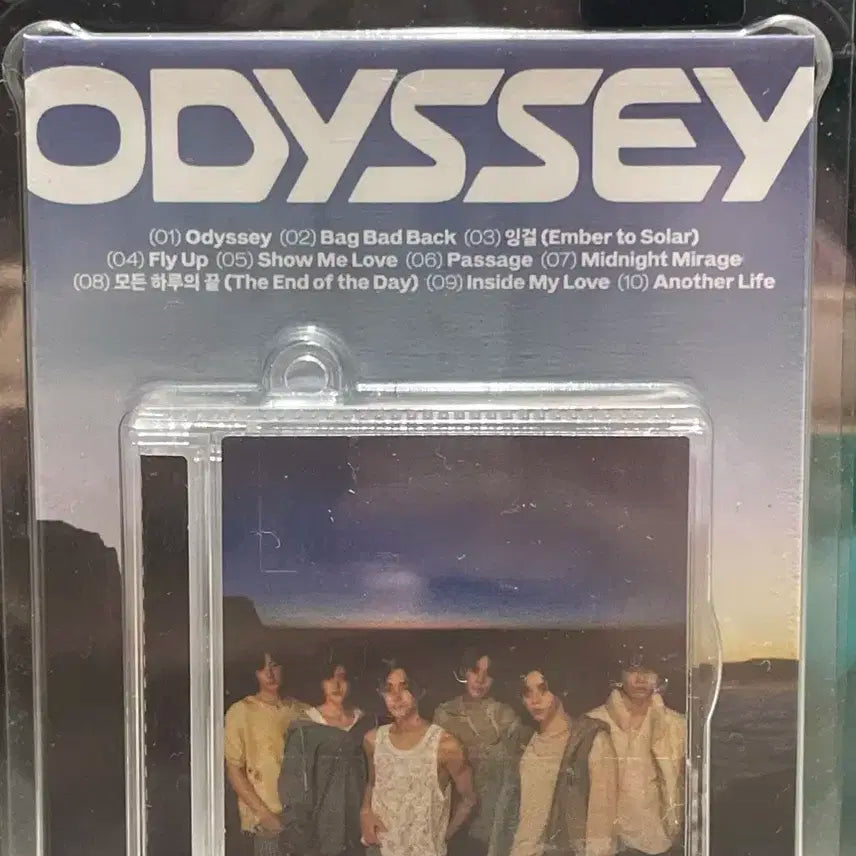 ODYSSEY
(01) Odyssey (02) Bag Bad Back (03) 잉걸 (Ember to Solar)
(04) Fly Up (05) Show Me Love (06) Passage (07) Midnight Mirage
(08) 모든 하루의 끝 (The End of the Day) (09) Inside My Love (10) Another Life